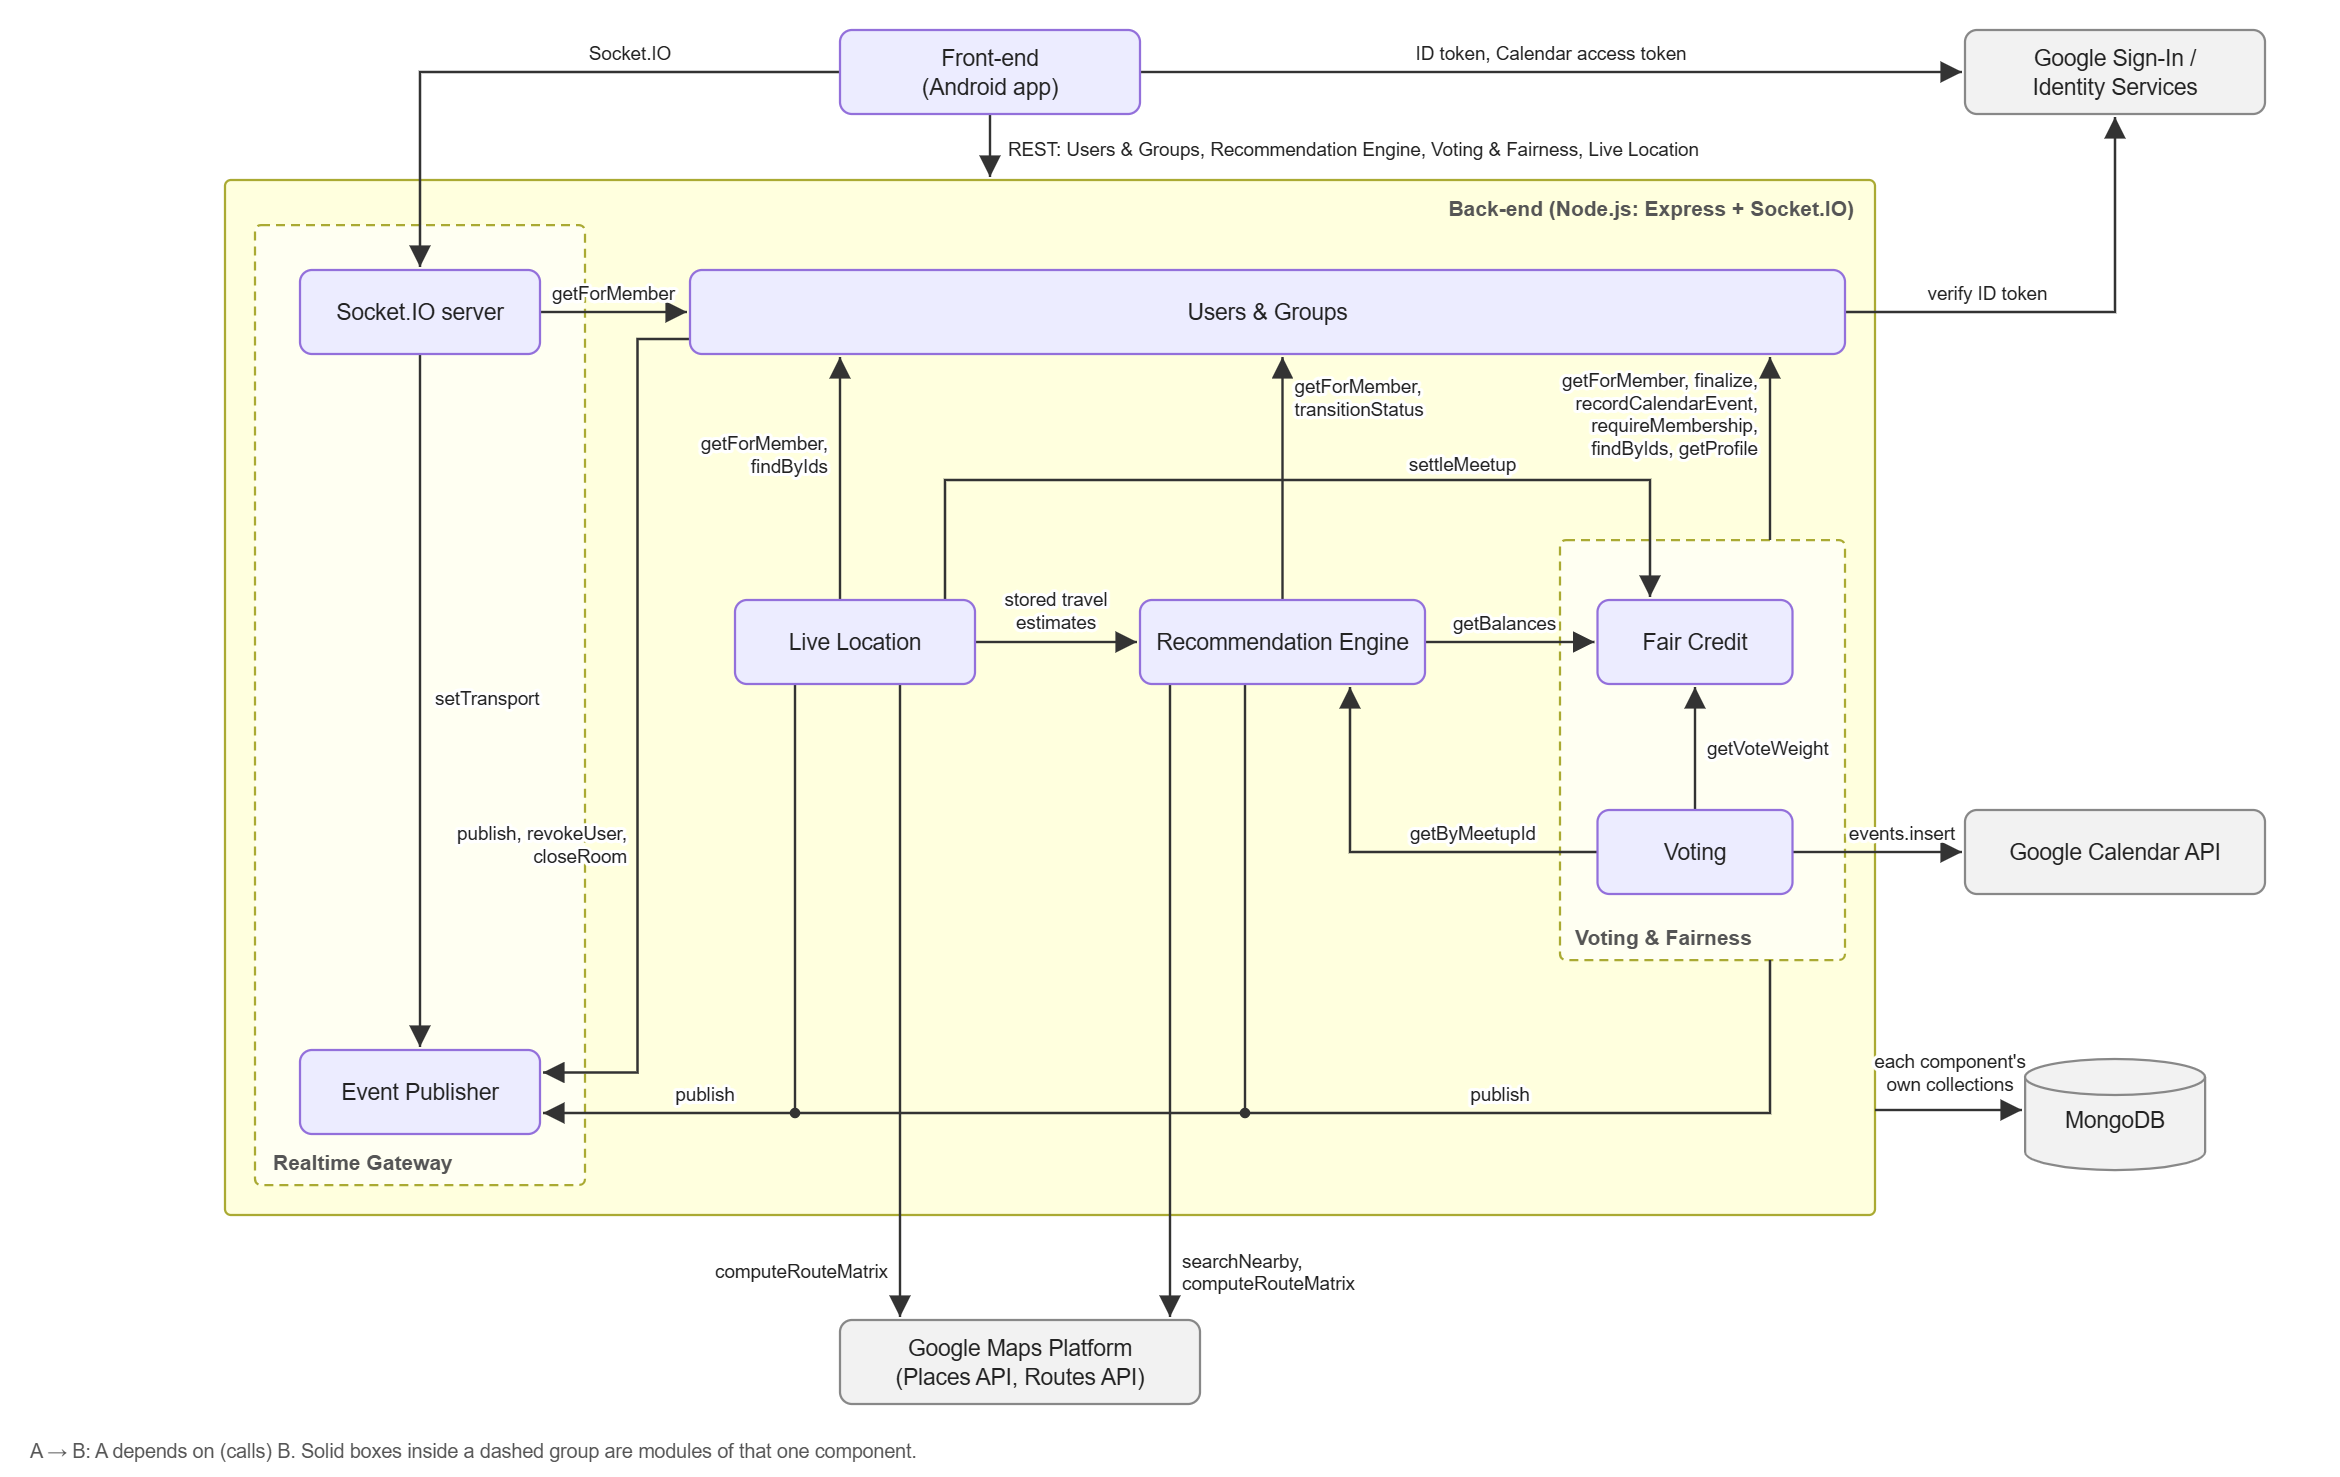 Socket.IO
Front-end
(Android app)
ID token, Calendar access token
Google Sign-In /
Identity Services
REST: Users & Groups, Recommendation Engine, Voting & Fairness, Live Location
Back-end (Node.js: Express + Socket.IO)
Socket.IO server
getForMember
Users & Groups
verify ID token
getForMember,
findByIds
getForMember,
transitionStatus
getForMember, finalize,
recordCalendarEvent,
requireMembership,
findByIds, getProfile
settleMeetup
Live Location
stored travel
estimates
Recommendation Engine
getBalances
Fair Credit
setTransport
getVoteWeight
publish, revokeUser,
closeRoom
getByMeetupId
Voting
events.insert
Google Calendar API
Voting & Fairness
Event Publisher
publish
publish
each component's
own collections
MongoDB
Realtime Gateway
computeRouteMatrix
searchNearby,
computeRouteMatrix
Google Maps Platform
(Places API, Routes API)
A → B: A depends on (calls) B. Solid boxes inside a dashed group are modules of that one component.